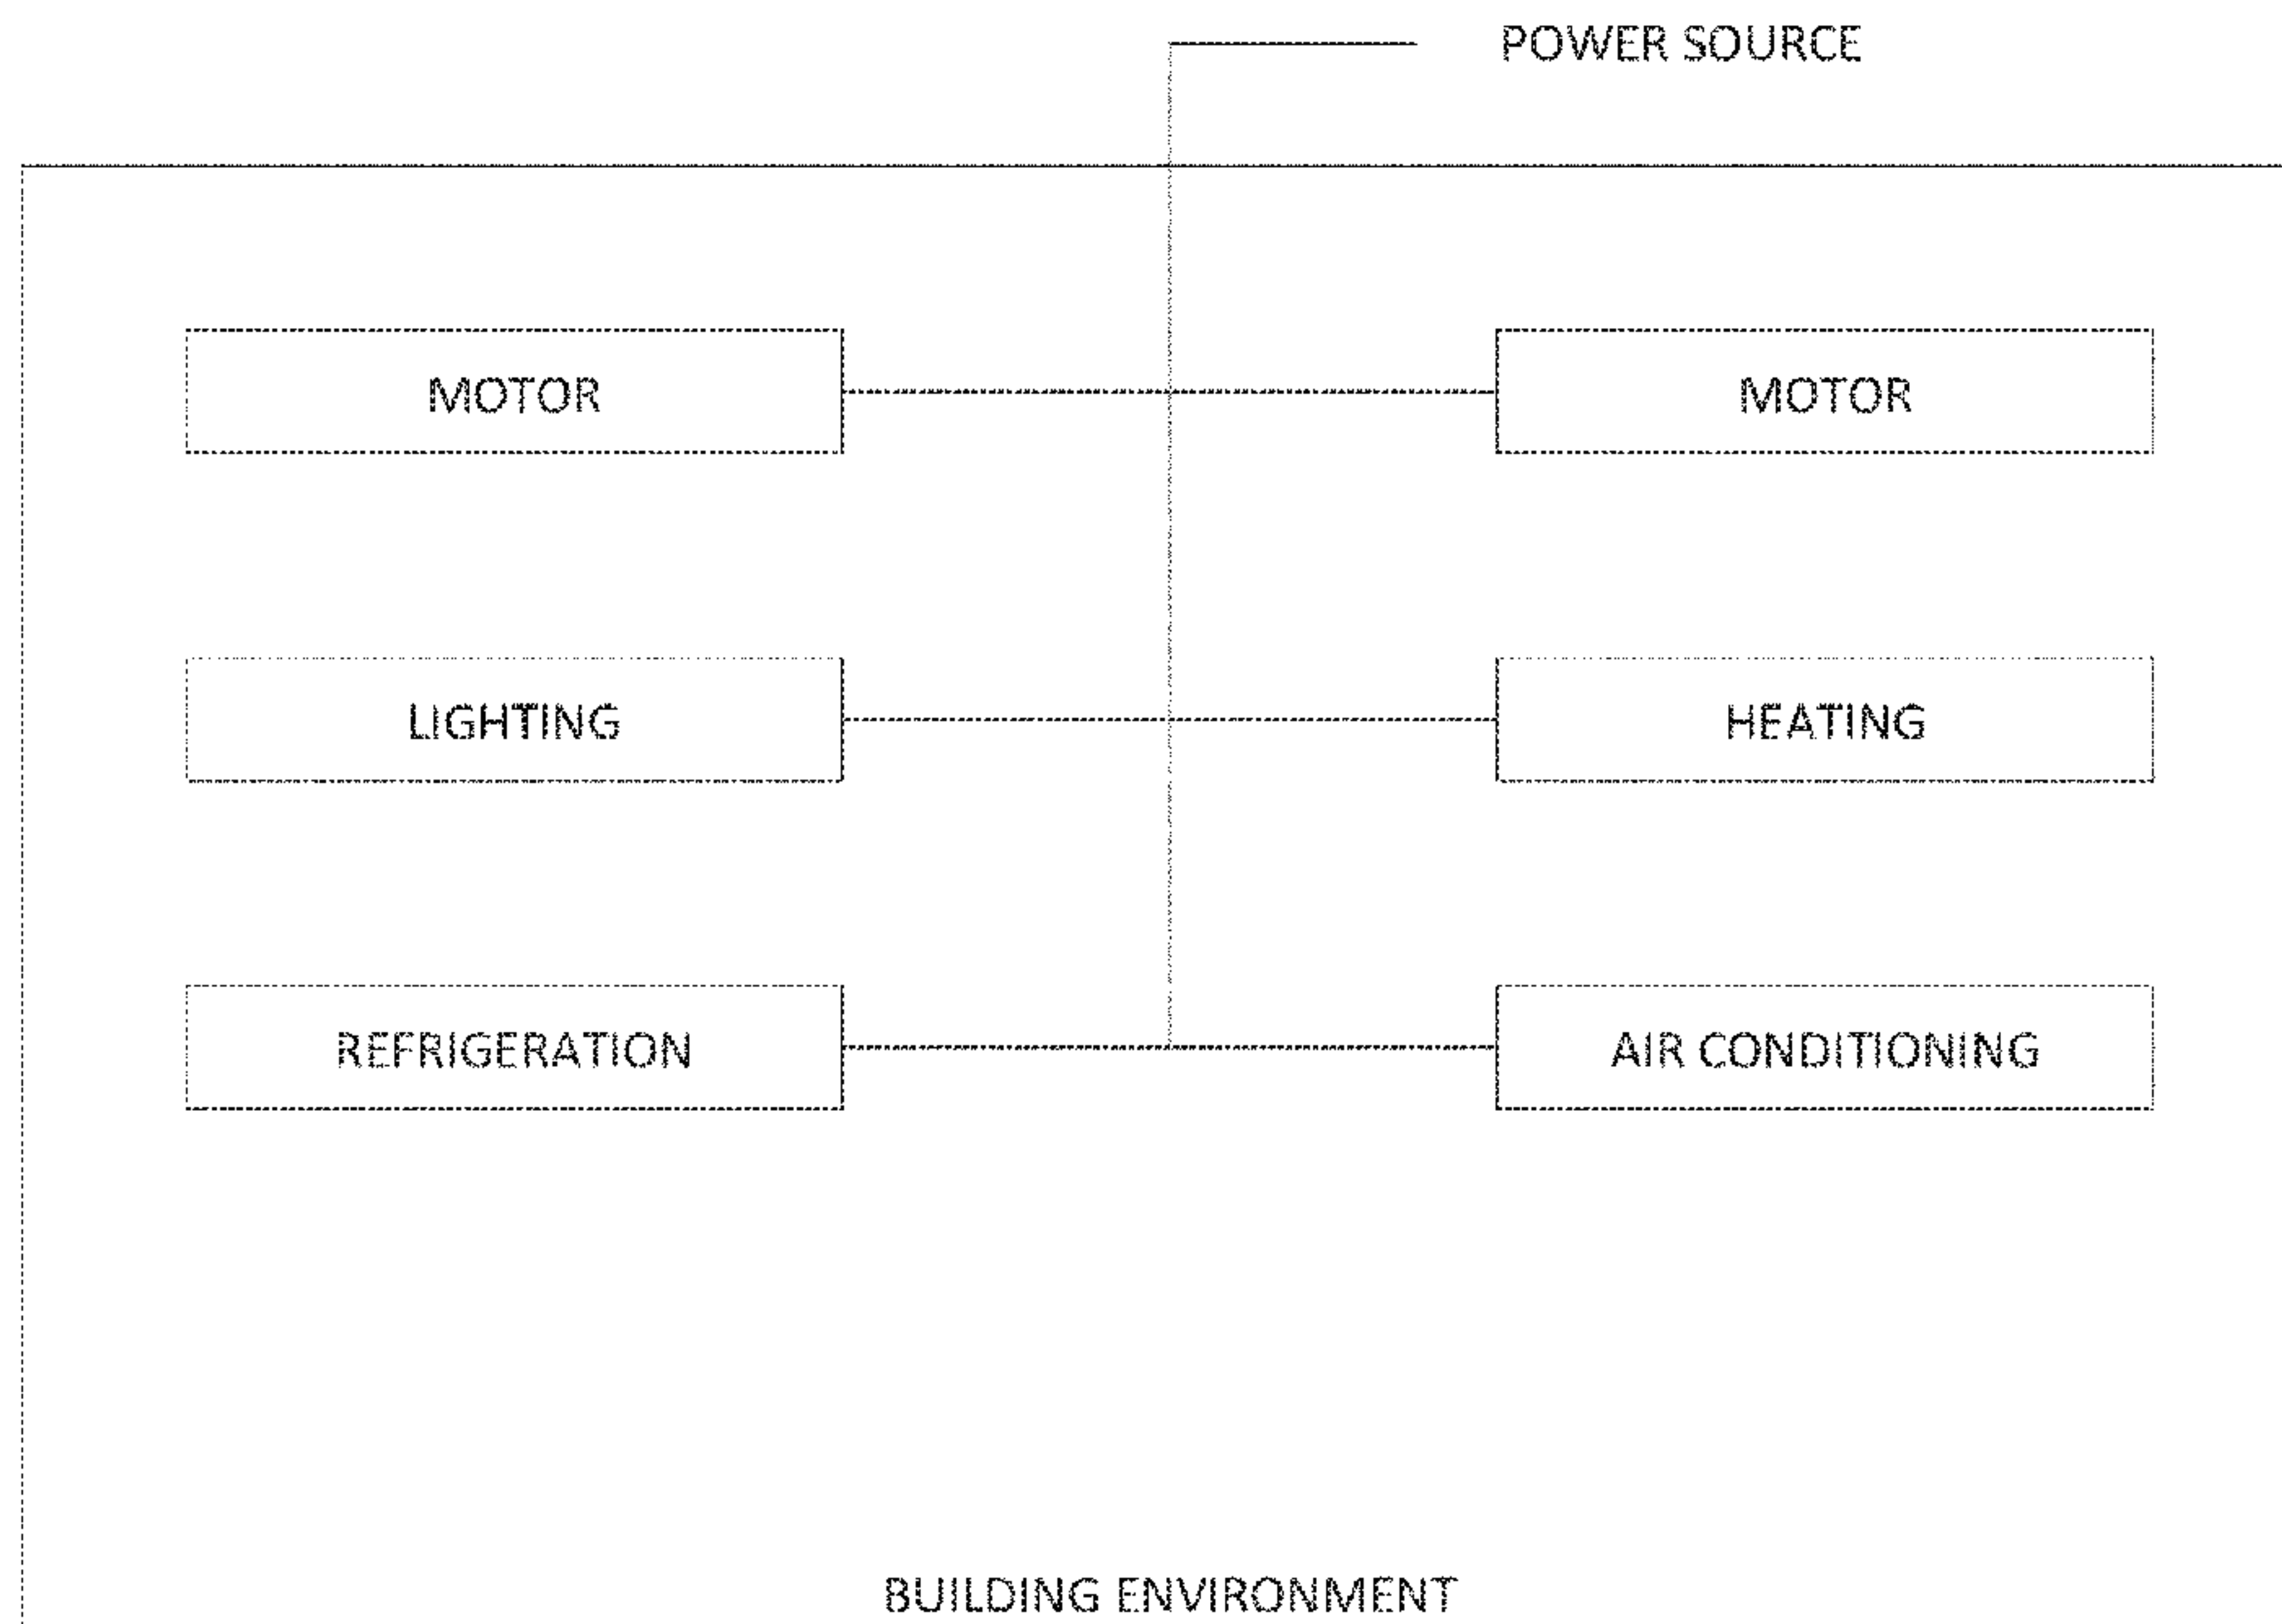 POWER SOURCE
MOTOR
MOTOR
LIGHTING
HEATING
REFRIGERATION
AIR CONDITIONING
BUILDING ENVIRONMENT